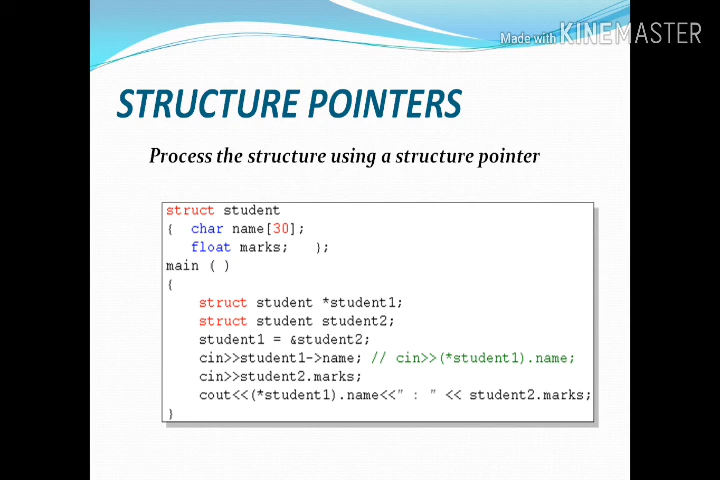 Made with KINEMASTER
STRUCTURE POINTERS
Process the structure using a structure pointer
struct student
{ char name[30];
float marks; };
main ( )
{
struct student *student1;
struct student student2;
student1 = &student2;
cin>>student1->name; // cin>>(*student1).name;
cin>>student2.marks;
cout<<(*student1).name<<" : " << student2.marks;
}